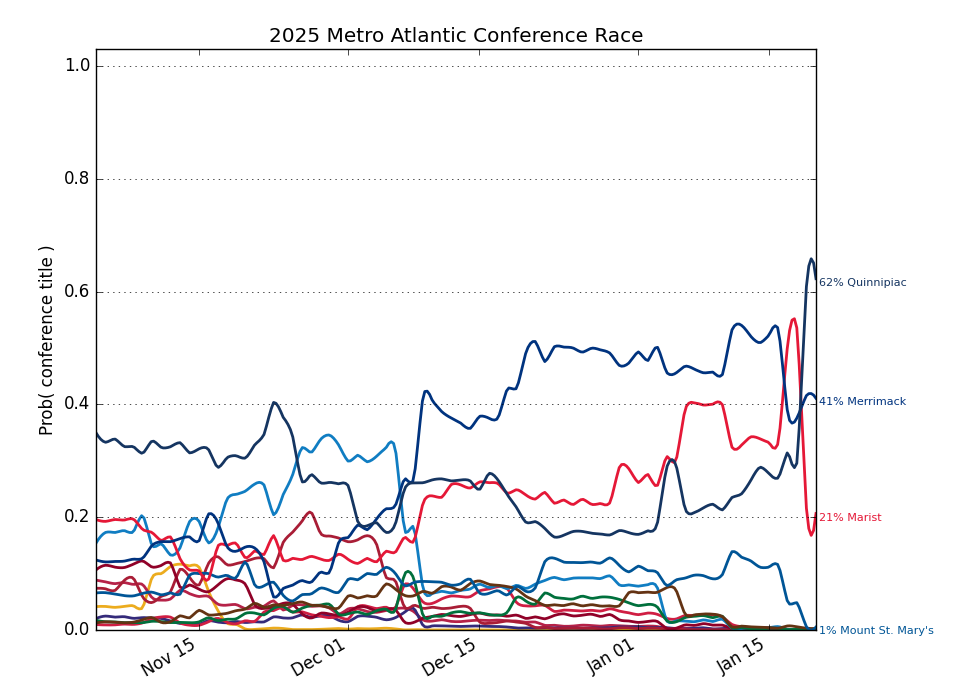 2025 Metro Atlantic Conference Race
1.0
0.8
0.6
0.4
0.2
0.0
Prob( conference title )
62% Quinnipiac
41% Merrimack
21% Marist
1% Mount St. Mary's
Nov 15
Dec 01
Dec 15
Jan 01
Jan 15